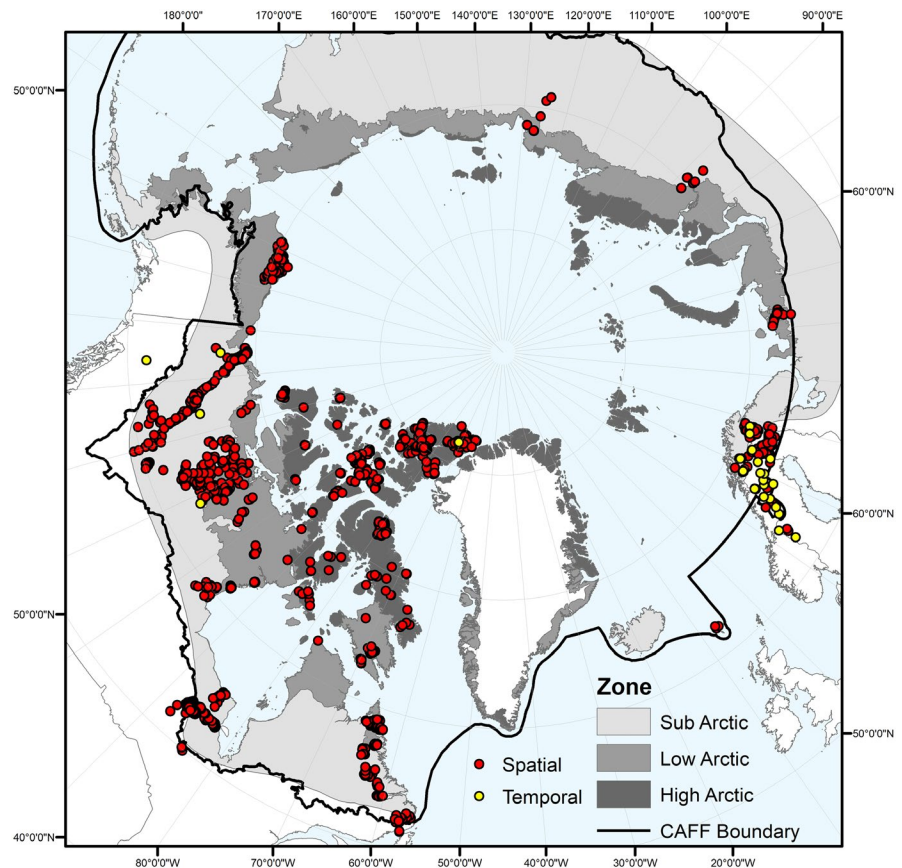 180°0'0"
170°0'0"E
160°0'0"E
150°0'0"E
140°0'0"E
130°0'0"E
120°0'0"E
110°0'0"E
100°0'0"E
90°0'0"E
50°0'0"N
60°0'0"N
60°0'0"N
50°0'0"N
50°0'0"N
40°0'0"N
Zone
Sub Arctic
Low Arctic
High Arctic
CAFF Boundary
Spatial
Temporal
80°0'0"W
70°0'0"W
60°0'0"W
50°0'0"W
40°0'0"W
30°0'0"W
20°0'0"W